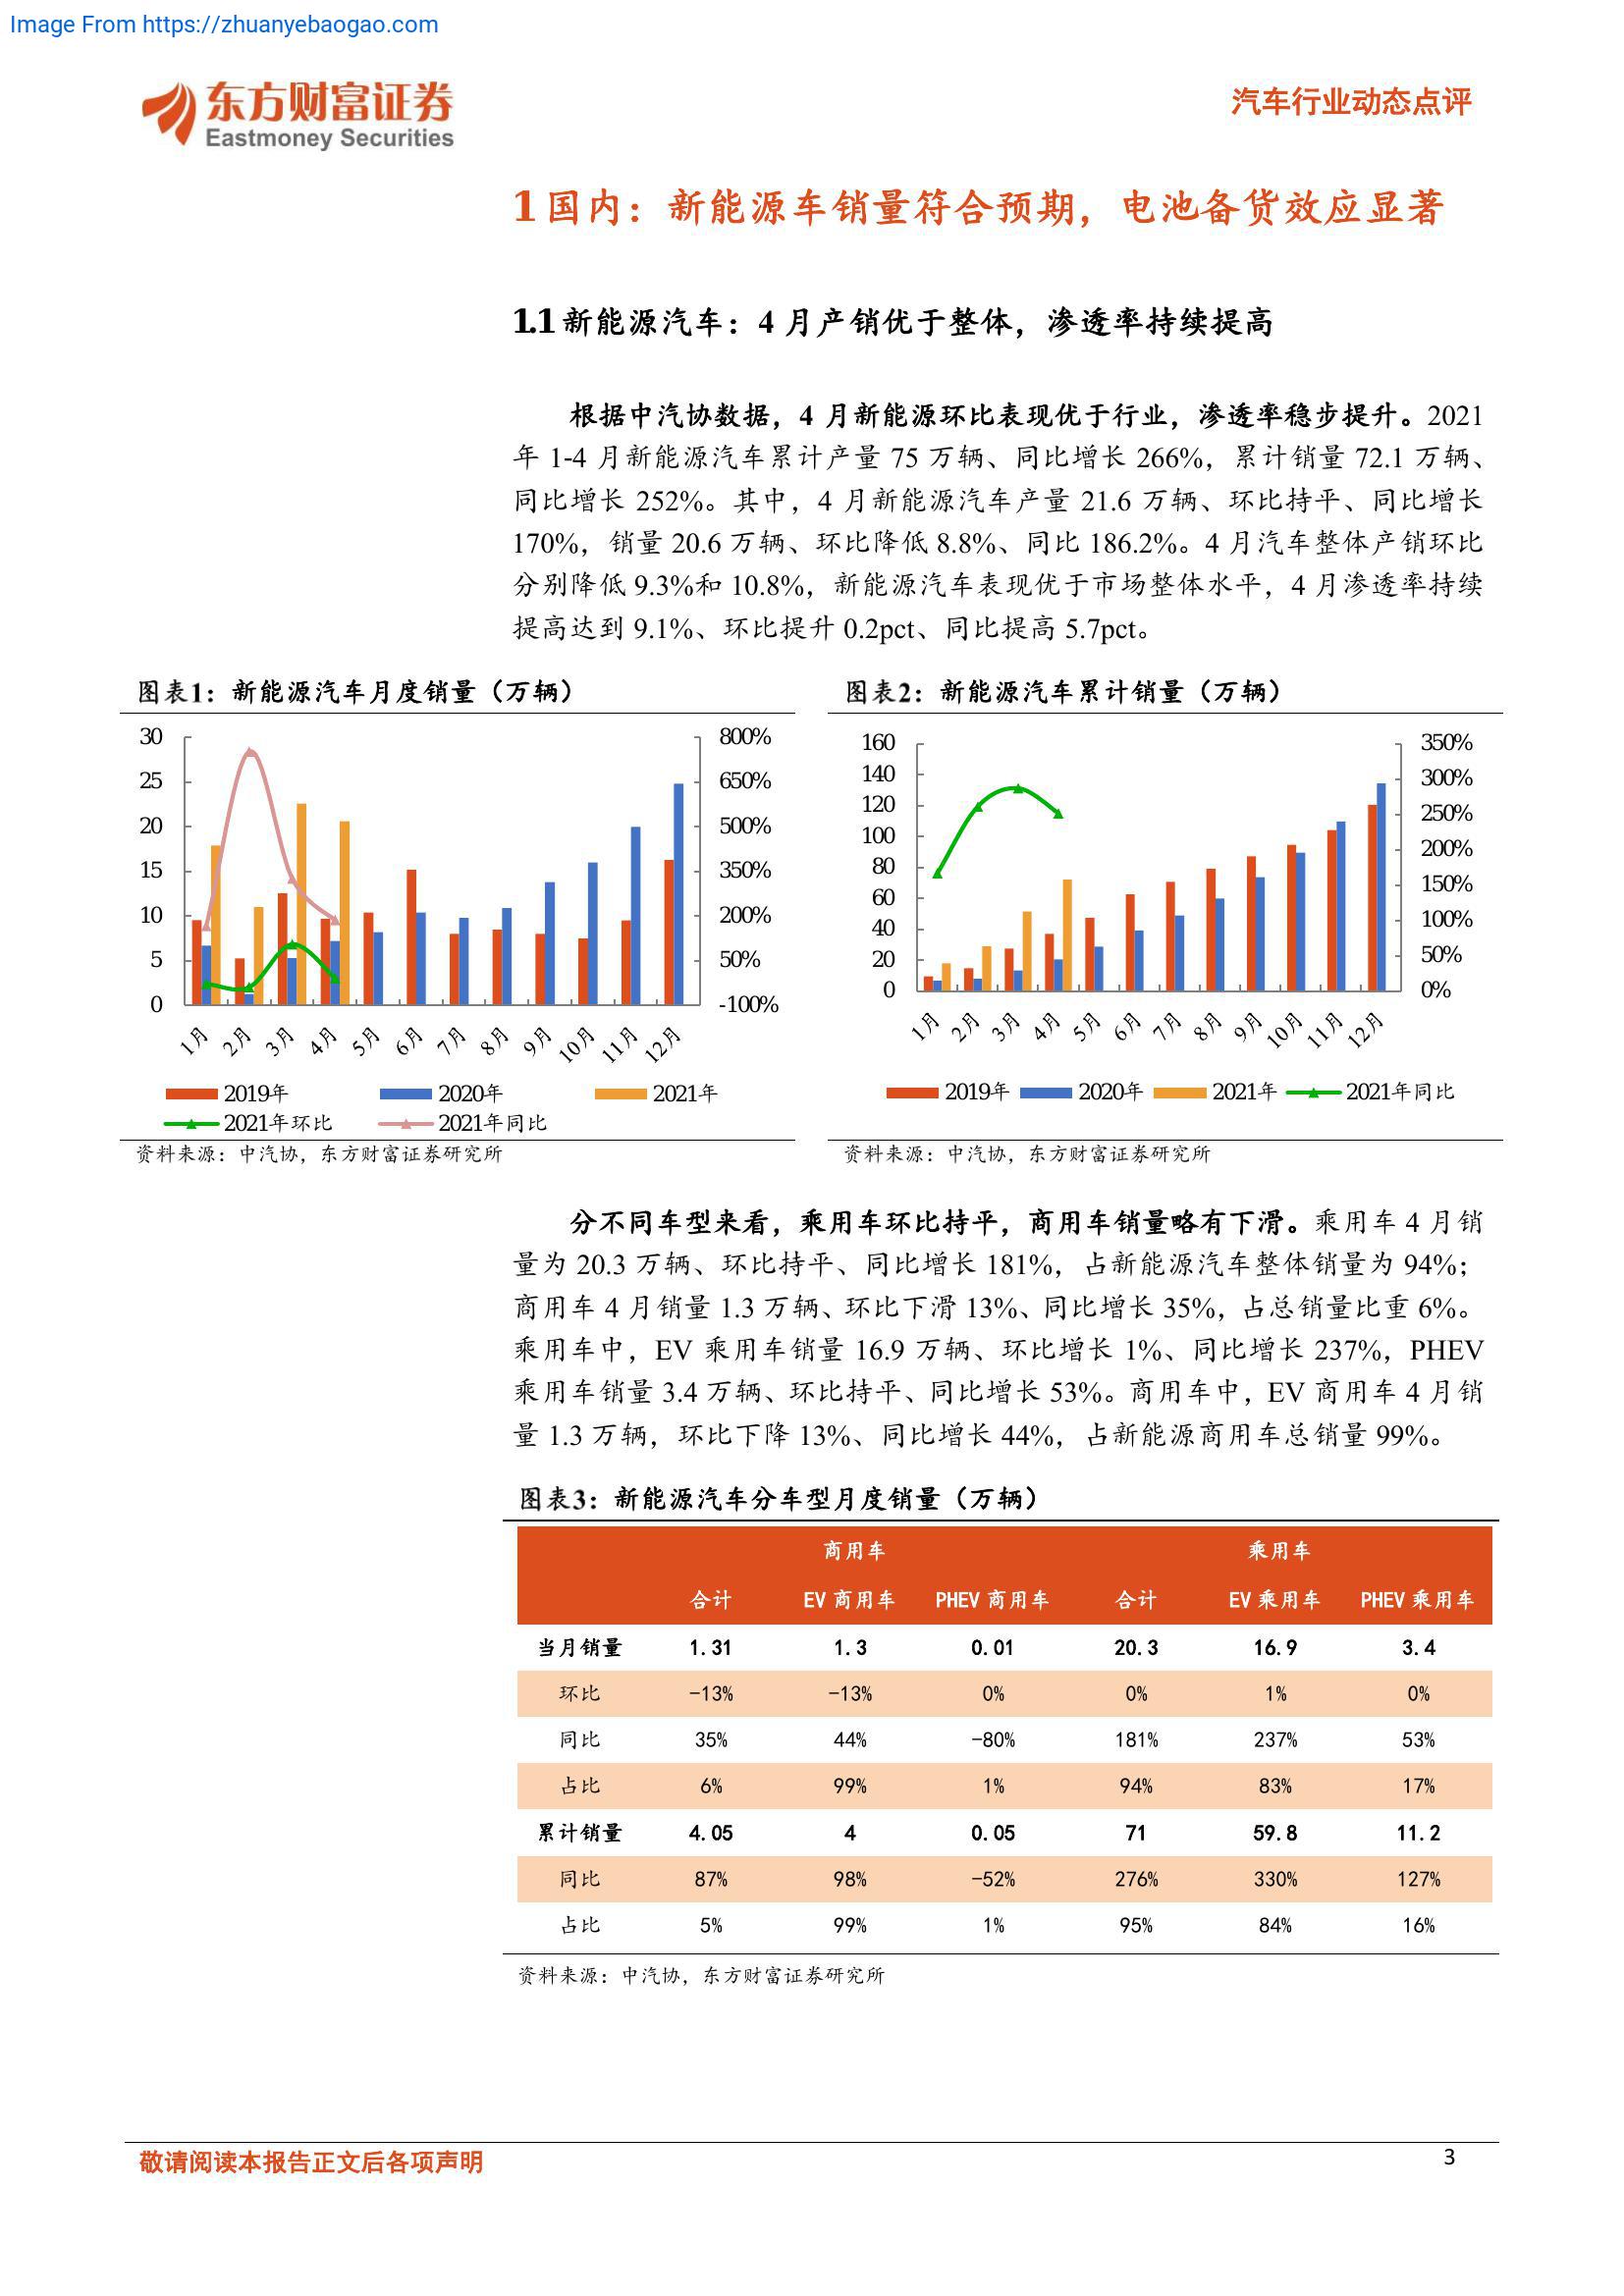 Image From https://zhuanyebaogao.com
东方财富证券
Eastmoney Securities
汽车行业动态点评
1国内：新能源车销量符合预期，电池备货效应显著
1.1新能源汽车：4月产销优于整体，渗透率持续提高
根据中汽协数据，4 月新能源环比表现优于行业，渗透率稳步提升。2021
年 1-4 月新能源汽车累计产量 75 万辆、同比增长 266%，累计销量 72.1 万辆、
同比增长 252%。其中，4 月新能源汽车产量 21.6 万辆、环比持平、同比增长
170%，销量 20.6 万辆、环比降低 8.8%、同比 186.2%。4 月汽车整体产销环比
分别降低 9.3%和 10.8%，新能源汽车表现优于市场整体水平，4 月渗透率持续
提高达到 9.1%、环比提升 0.2pct、同比提高 5.7pct。
图表1：新能源汽车月度销量（万辆）
30
25
20
15
10
5
0
800%
650%
500%
350%
200%
50%
-100%
1月 2月 3月 4月 5月 6月 7月 8月 9月 10月 11月 12月
2019年 2020年 2021年
2021年环比 2021年同比
资料来源：中汽协，东方财富证券研究所
图表2：新能源汽车累计销量（万辆）
160
140
120
100
80
60
40
20
0
350%
300%
250%
200%
150%
100%
50%
0%
1月 2月 3月 4月 5月 6月 7月 8月 9月 10月 11月 12月
2019年 2020年 2021年 2021年同比
资料来源：中汽协，东方财富证券研究所
分不同车型来看，乘用车环比持平，商用车销量略有下滑。乘用车 4 月销
量为 20.3 万辆、环比持平、同比增长 181%，占新能源汽车整体销量为 94%；
商用车 4 月销量 1.3 万辆、环比下滑 13%、同比增长 35%，占总销量比重 6%。
乘用车中，EV 乘用车销量 16.9 万辆、环比增长 1%、同比增长 237%，PHEV
乘用车销量 3.4 万辆、环比持平、同比增长 53%。商用车中，EV 商用车 4 月销
量 1.3 万辆，环比下降 13%、同比增长 44%，占新能源商用车总销量 99%。
图表3：新能源汽车分车型月度销量（万辆）
商用车 乘用车
合计 EV 商用车 PHEV 商用车 合计 EV 乘用车 PHEV 乘用车
当月销量 1.31 1.3 0.01 20.3 16.9 3.4
环比 -13% -13% 0% 0% 1% 0%
同比 35% 44% -80% 181% 237% 53%
占比 6% 99% 1% 94% 83% 17%
累计销量 4.05 4 0.05 71 59.8 11.2
同比 87% 98% -52% 276% 330% 127%
占比 5% 99% 1% 95% 84% 16%
资料来源：中汽协，东方财富证券研究所
敬请阅读本报告正文后各项声明
3